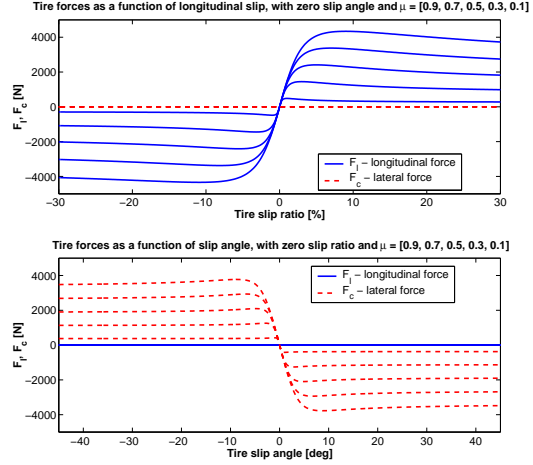 Tire forces as a function of longitudinal slip, with zero slip angle and μ = [0.9, 0.7, 0.5, 0.3, 0.1]
4000
2000
0
−2000
−4000
F_l, F_c [N]
F_l − longitudinal force
F_c − lateral force
−30 −20 −10 0 10 20 30
Tire slip ratio [%]
Tire forces as a function of slip angle, with zero slip ratio and μ = [0.9, 0.7, 0.5, 0.3, 0.1]
4000
2000
0
−2000
−4000
F_l, F_c [N]
F_l − longitudinal force
F_c − lateral force
−40 −30 −20 −10 0 10 20 30 40
Tire slip angle [deg]